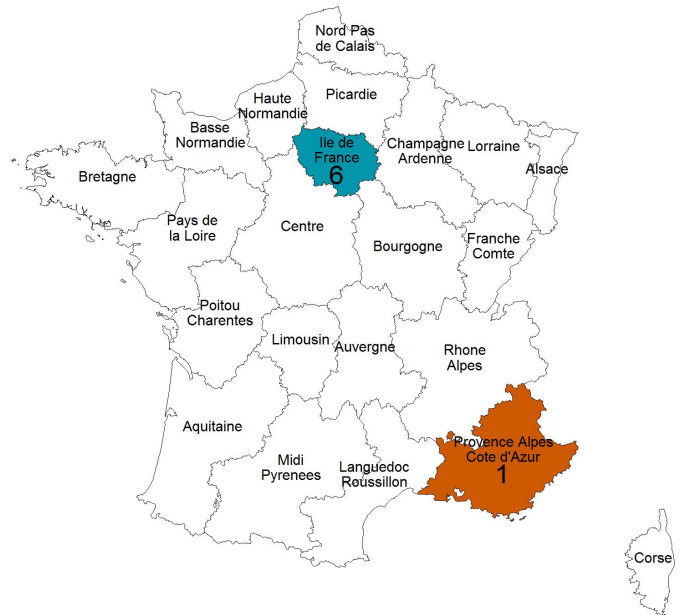 Nord Pas
de Calais
Picardie
Haute
Normandie
Basse
Normandie
Ile de
France
6
Champagne
Ardenne
Lorraine
Alsace
Bretagne
Pays de
la Loire
Centre
Bourgogne
Franche
Comte
Poitou
Charentes
Limousin
Auvergne
Rhone
Alpes
Aquitaine
Midi
Pyrenees
Languedoc
Roussillon
Provence Alpes
Cote d'Azur
1
Corse